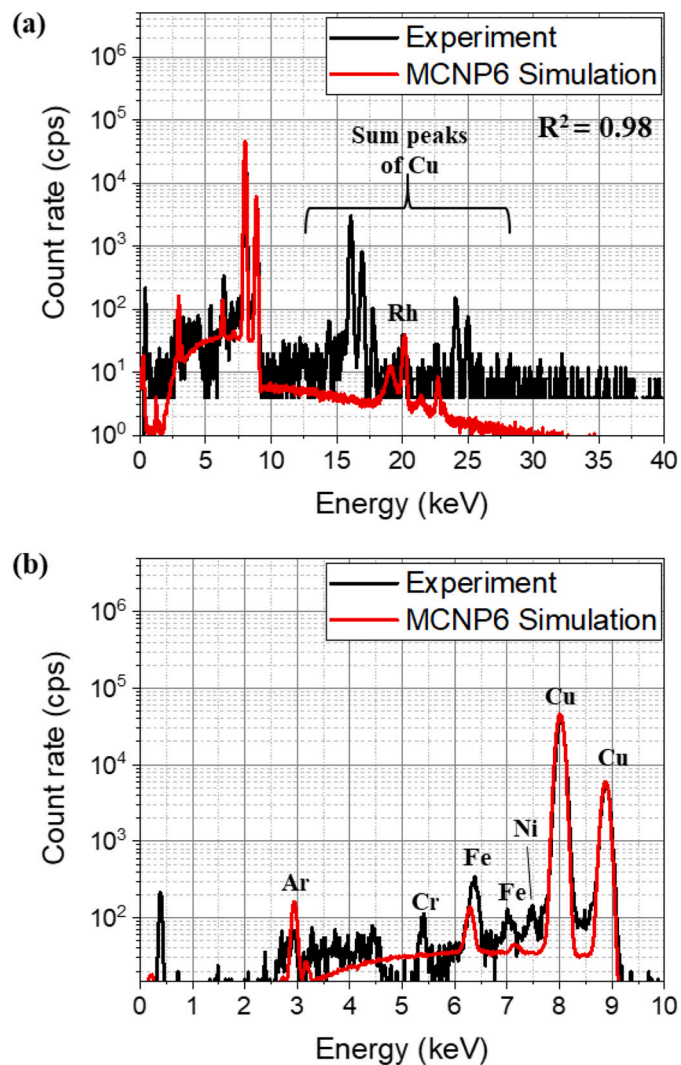 (a)
Experiment
MCNP6 Simulation
10⁵
10⁵
10⁴
10³
10²
10¹
10⁰
Count rate (cps)
Sum peaks
of Cu
R² = 0.98
Rh
0 5 10 15 20 25 30 35 40
Energy (keV)
(b)
Experiment
MCNP6 Simulation
10⁶
10⁵
10⁴
10³
10²
Count rate (cps)
Cu
Cu
Ni
Fe
Fe
Ar
Cr
0 1 2 3 4 5 6 7 8 9 10
Energy (keV)